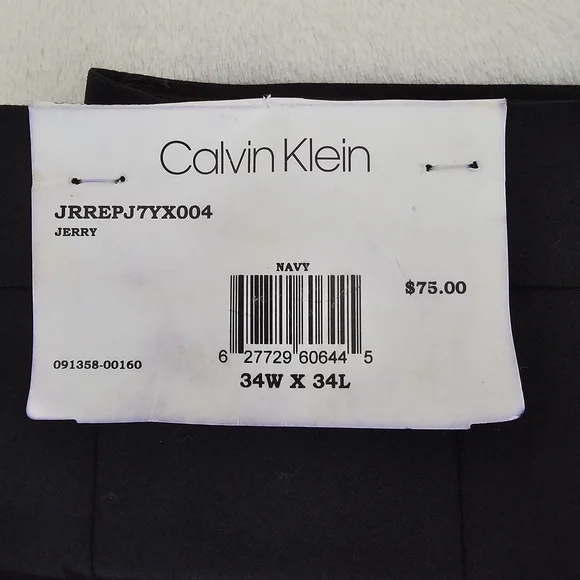 Calvin Klein
JRREPJ7YX004
JERRY
NAVY
$75.00
6 27729 60644 5
091358-00160
34W X 34L